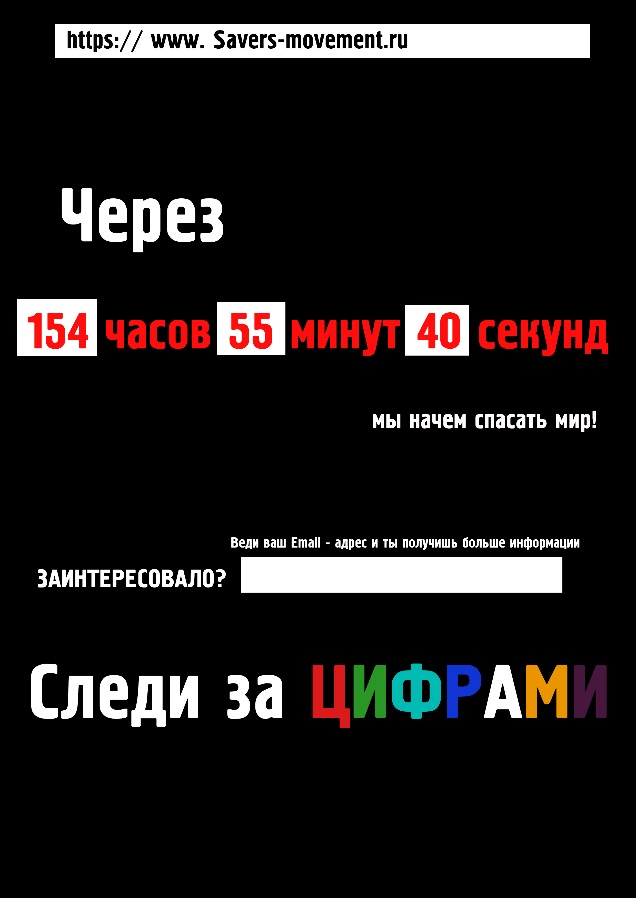 https:// www. Savers-movement.ru
Через
154 часов 55 минут 40 секунд
мы начем спасать мир!
Веди ваш Email - адрес и ты получишь больше информации
ЗАИНТЕРЕСОВАЛО?
Следи за ЦИФРАМИ